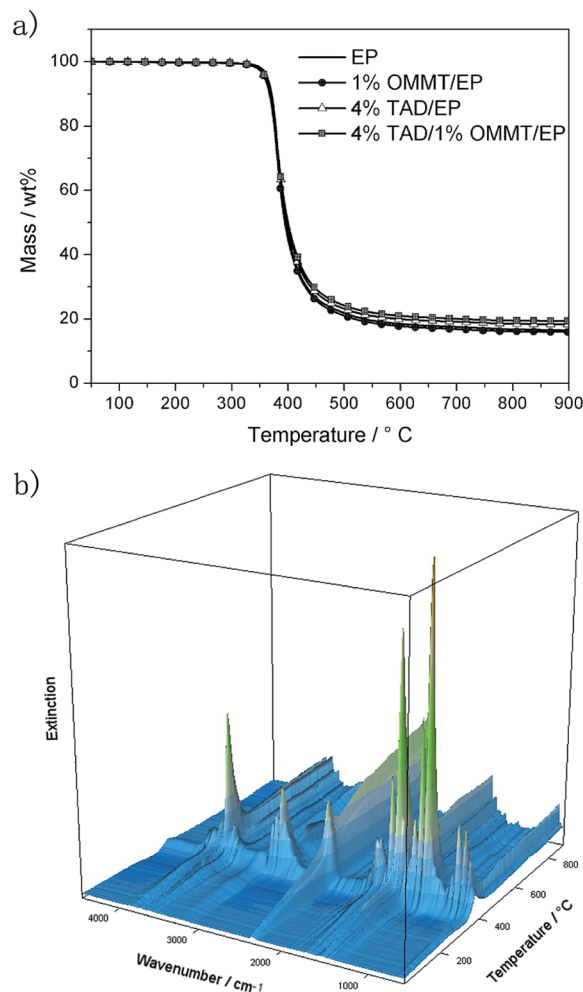 a)
100
80
60
40
20
0
Mass / wt%
EP
1% OMMT/EP
4% TAD/EP
4% TAD/1% OMMT/EP
100 200 300 400 500 600 700 800 900
Temperature / ° C
b)
Extinction
4000 3000 2000 1000
Wavenumber / cm-1
200 400 600 800
Temperature / °C